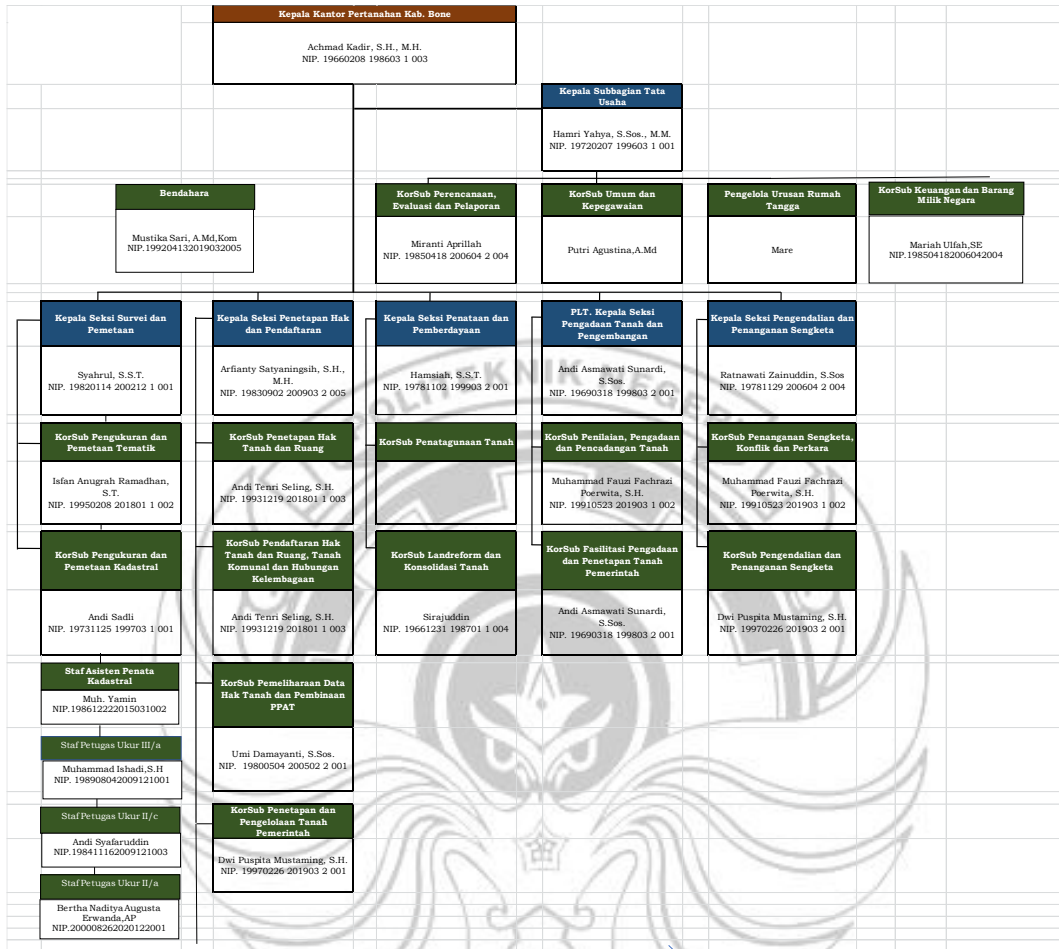 Kepala Kantor Pertanahan Kab. Bone
Achmad Kadir, S.H., M.H.
NIP. 19660208 198603 1 003
Kepala Subbagian Tata
Usaha
Hamri Yahya, S.Sos., M.M.
NIP. 19720207 199603 1 001
Bendahara
Mustika Sari, A.Md,Kom
NIP.199204132019032005
KorSub Perencanaan,
Evaluasi dan Pelaporan
Miranti Aprillah
NIP. 19850418 200604 2 004
KorSub Umum dan
Kepegawaian
Putri Agustina,A.Md
Pengelola Urusan Rumah
Tangga
Mare
KorSub Keuangan dan Barang
Milik Negara
Mariah Ulfah,SE
NIP.198504182006042004
Kepala Seksi Survei dan
Pemetaan
Syahrul, S.S.T.
NIP. 19820114 200212 1 001
Kepala Seksi Penetapan Hak
dan Pendaftaran
Arfianty Satyaningsih, S.H.,
M.H.
NIP. 19830902 200903 2 005
Kepala Seksi Penataan dan
Pemberdayaan
Hamsiah, S.S.T.
NIP. 19781102 199903 2 001
PLT. Kepala Seksi
Pengadaan Tanah dan
Pengembangan
Andi Asmawati Sunardi,
S.Sos.
NIP. 19690318 199803 2 001
Kepala Seksi Pengendalian dan
Penanganan Sengketa
Ratnawati Zainuddin, S.Sos
NIP. 19781129 200604 2 004
POLITEKNIK NEGERI
KorSub Pengukuran dan
Pemetaan Tematik
Isfan Anugrah Ramadhan,
S.T.
NIP. 19950208 201801 1 002
KorSub Penetapan Hak
Tanah dan Ruang
Andi Tenri Seling, S.H.
NIP. 19931219 201801 1 003
KorSub Penatagunaan Tanah
KorSub Penilaian, Pengadaan
dan Pencadangan Tanah
Muhammad Fauzi Fachrazi
Poerwita, S.H.
NIP. 19910523 201903 1 002
KorSub Penanganan Sengketa,
Konflik dan Perkara
Muhammad Fauzi Fachrazi
Poerwita, S.H.
NIP. 19910523 201903 1 002
KorSub Pengukuran dan
Pemetaan Kadastral
Andi Sadli
NIP. 19731125 199703 1 001
KorSub Pendaftaran Hak
Tanah dan Ruang, Tanah
Komunal dan Hubungan
Kelembagaan
Andi Tenri Seling, S.H.
NIP. 19931219 201801 1 003
KorSub Landreform dan
Konsolidasi Tanah
Sirajuddin
NIP. 19661231 198701 1 004
KorSub Fasilitasi Pengadaan
dan Penetapan Tanah
Pemerintah
Andi Asmawati Sunardi,
S.Sos.
NIP. 19690318 199803 2 001
KorSub Pengendalian dan
Penanganan Sengketa
Dwi Puspita Mustaming, S.H.
NIP. 19970226 201903 2 001
Staf Asisten Penata
Kadastral
Muh. Yamin
NIP.198612222015031002
KorSub Pemeliharaan Data
Hak Tanah dan Pembinaan
PPAT
Umi Damayanti, S.Sos.
NIP. 19800504 200502 2 001
Staf Petugas Ukur III/a
Muhammad Ishadi,S.H
NIP. 198908042009121001
Staf Petugas Ukur II/c
Andi Syafaruddin
NIP.198411162009121003
KorSub Penetapan dan
Pengelolaan Tanah
Pemerintah
Dwi Puspita Mustaming, S.H.
NIP. 19970226 201903 2 001
Staf Petugas Ukur II/a
Bertha Naditya Augusta
Erwanda,AP
NIP.200008262020122001